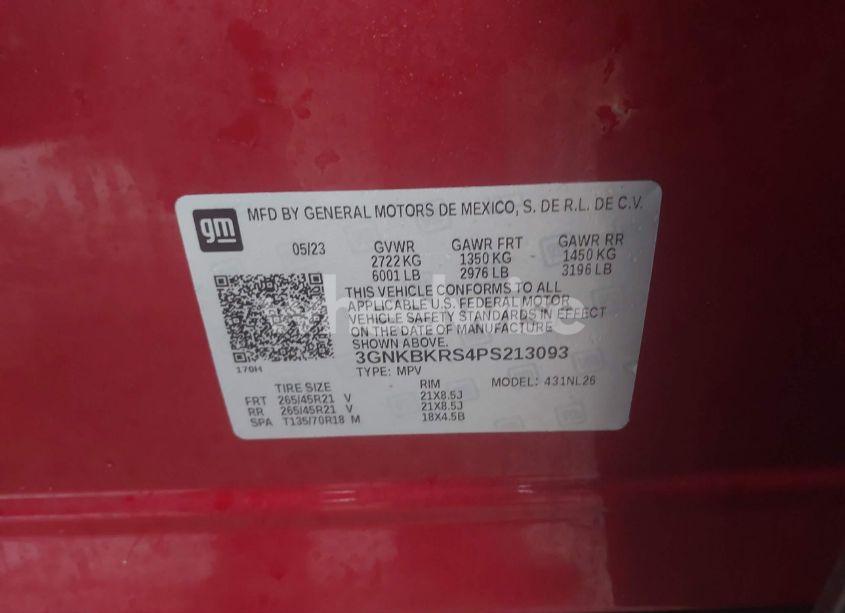 gm MFD BY GENERAL MOTORS DE MEXICO, S. DE R.L. DE C.V.
05/23 GVWR GAWR FRT GAWR RR
2722 KG 1350 KG 1450 KG
6001 LB 2976 LB 3196 LB
THIS VEHICLE CONFORMS TO ALL
APPLICABLE U.S. FEDERAL MOTOR
VEHICLE SAFETY STANDARDS IN EFFECT
ON THE DATE OF MANUFACTURE
SHOWN ABOVE.
3GNKBKRS4PS213093
170H
TYPE: MPV MODEL: 431NL26
TIRE SIZE RIM
FRT 265/45R21 V 21X8.5J
RR 265/45R21 V 21X8.5J
SPA T135/70R18 M 18X4.5B